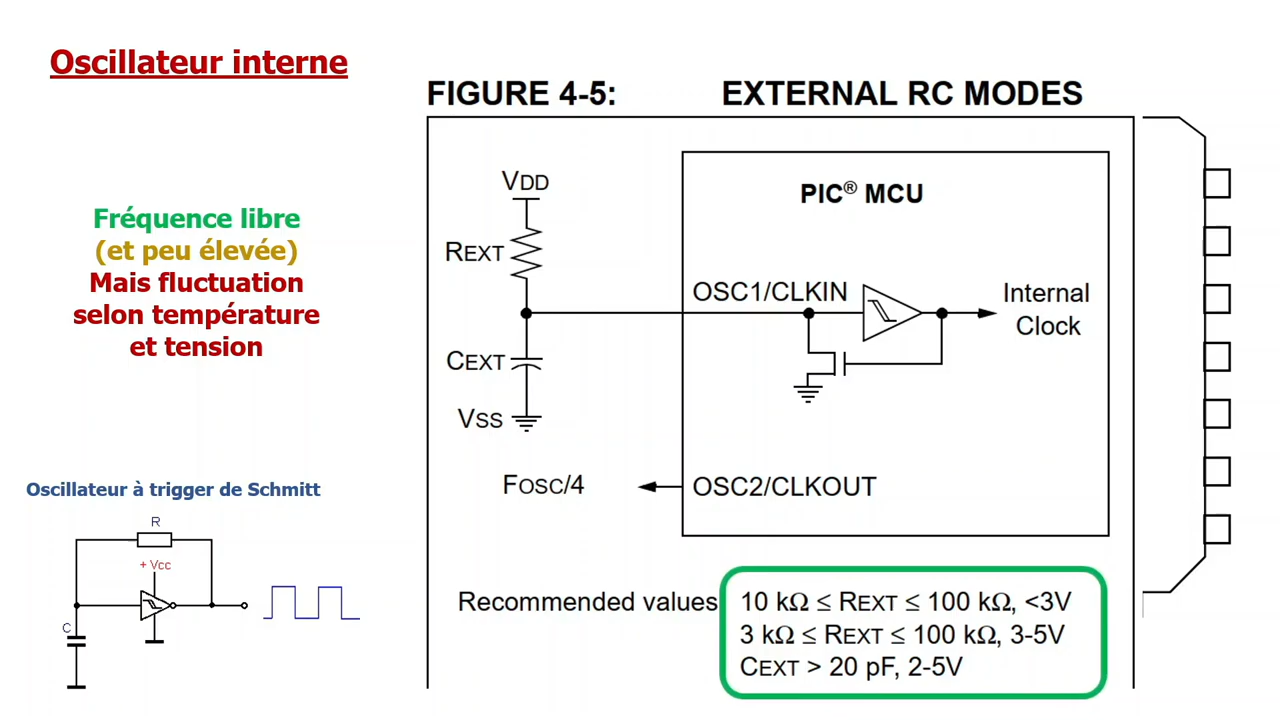 Oscillateur interne
FIGURE 4-5: EXTERNAL RC MODES
Fréquence libre
(et peu élevée)
Mais fluctuation
selon température
et tension
VDD
REXT
CEXT
VSS
PIC® MCU
OSC1/CLKIN
Internal
Clock
FOSC/4
OSC2/CLKOUT
Oscillateur à trigger de Schmitt
R
+ Vcc
C
Recommended values
10 kΩ ≤ REXT ≤ 100 kΩ, <3V
3 kΩ ≤ REXT ≤ 100 kΩ, 3-5V
CEXT > 20 pF, 2-5V